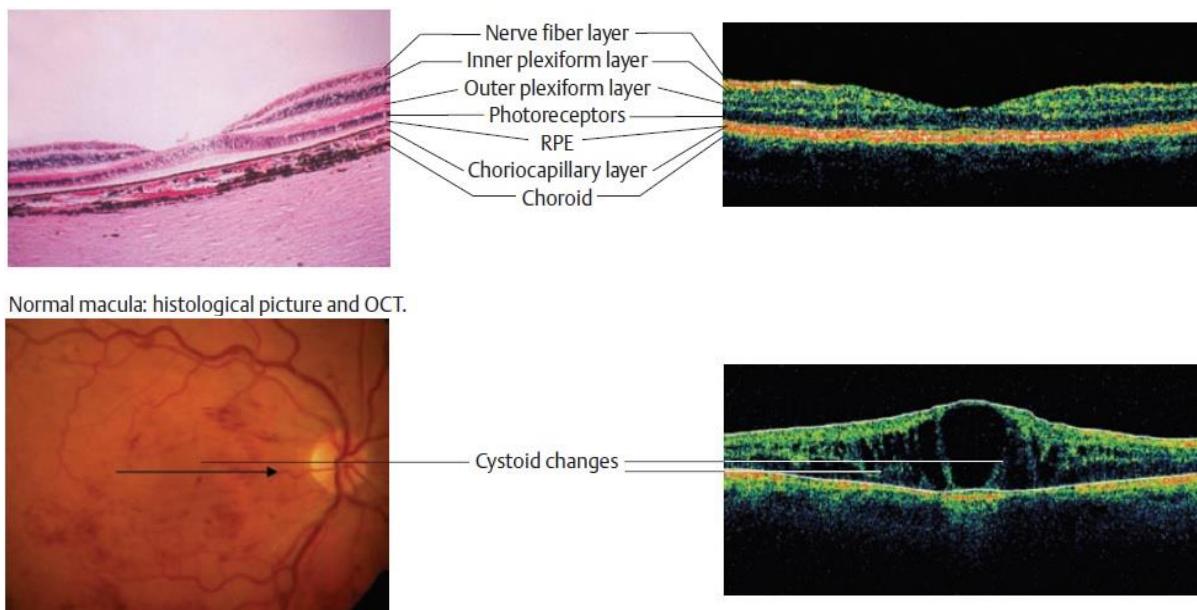 Nerve fiber layer
Inner plexiform layer
Outer plexiform layer
Photoreceptors
RPE
Choriocapillary layer
Choroid
Normal macula: histological picture and OCT.
Cystoid changes